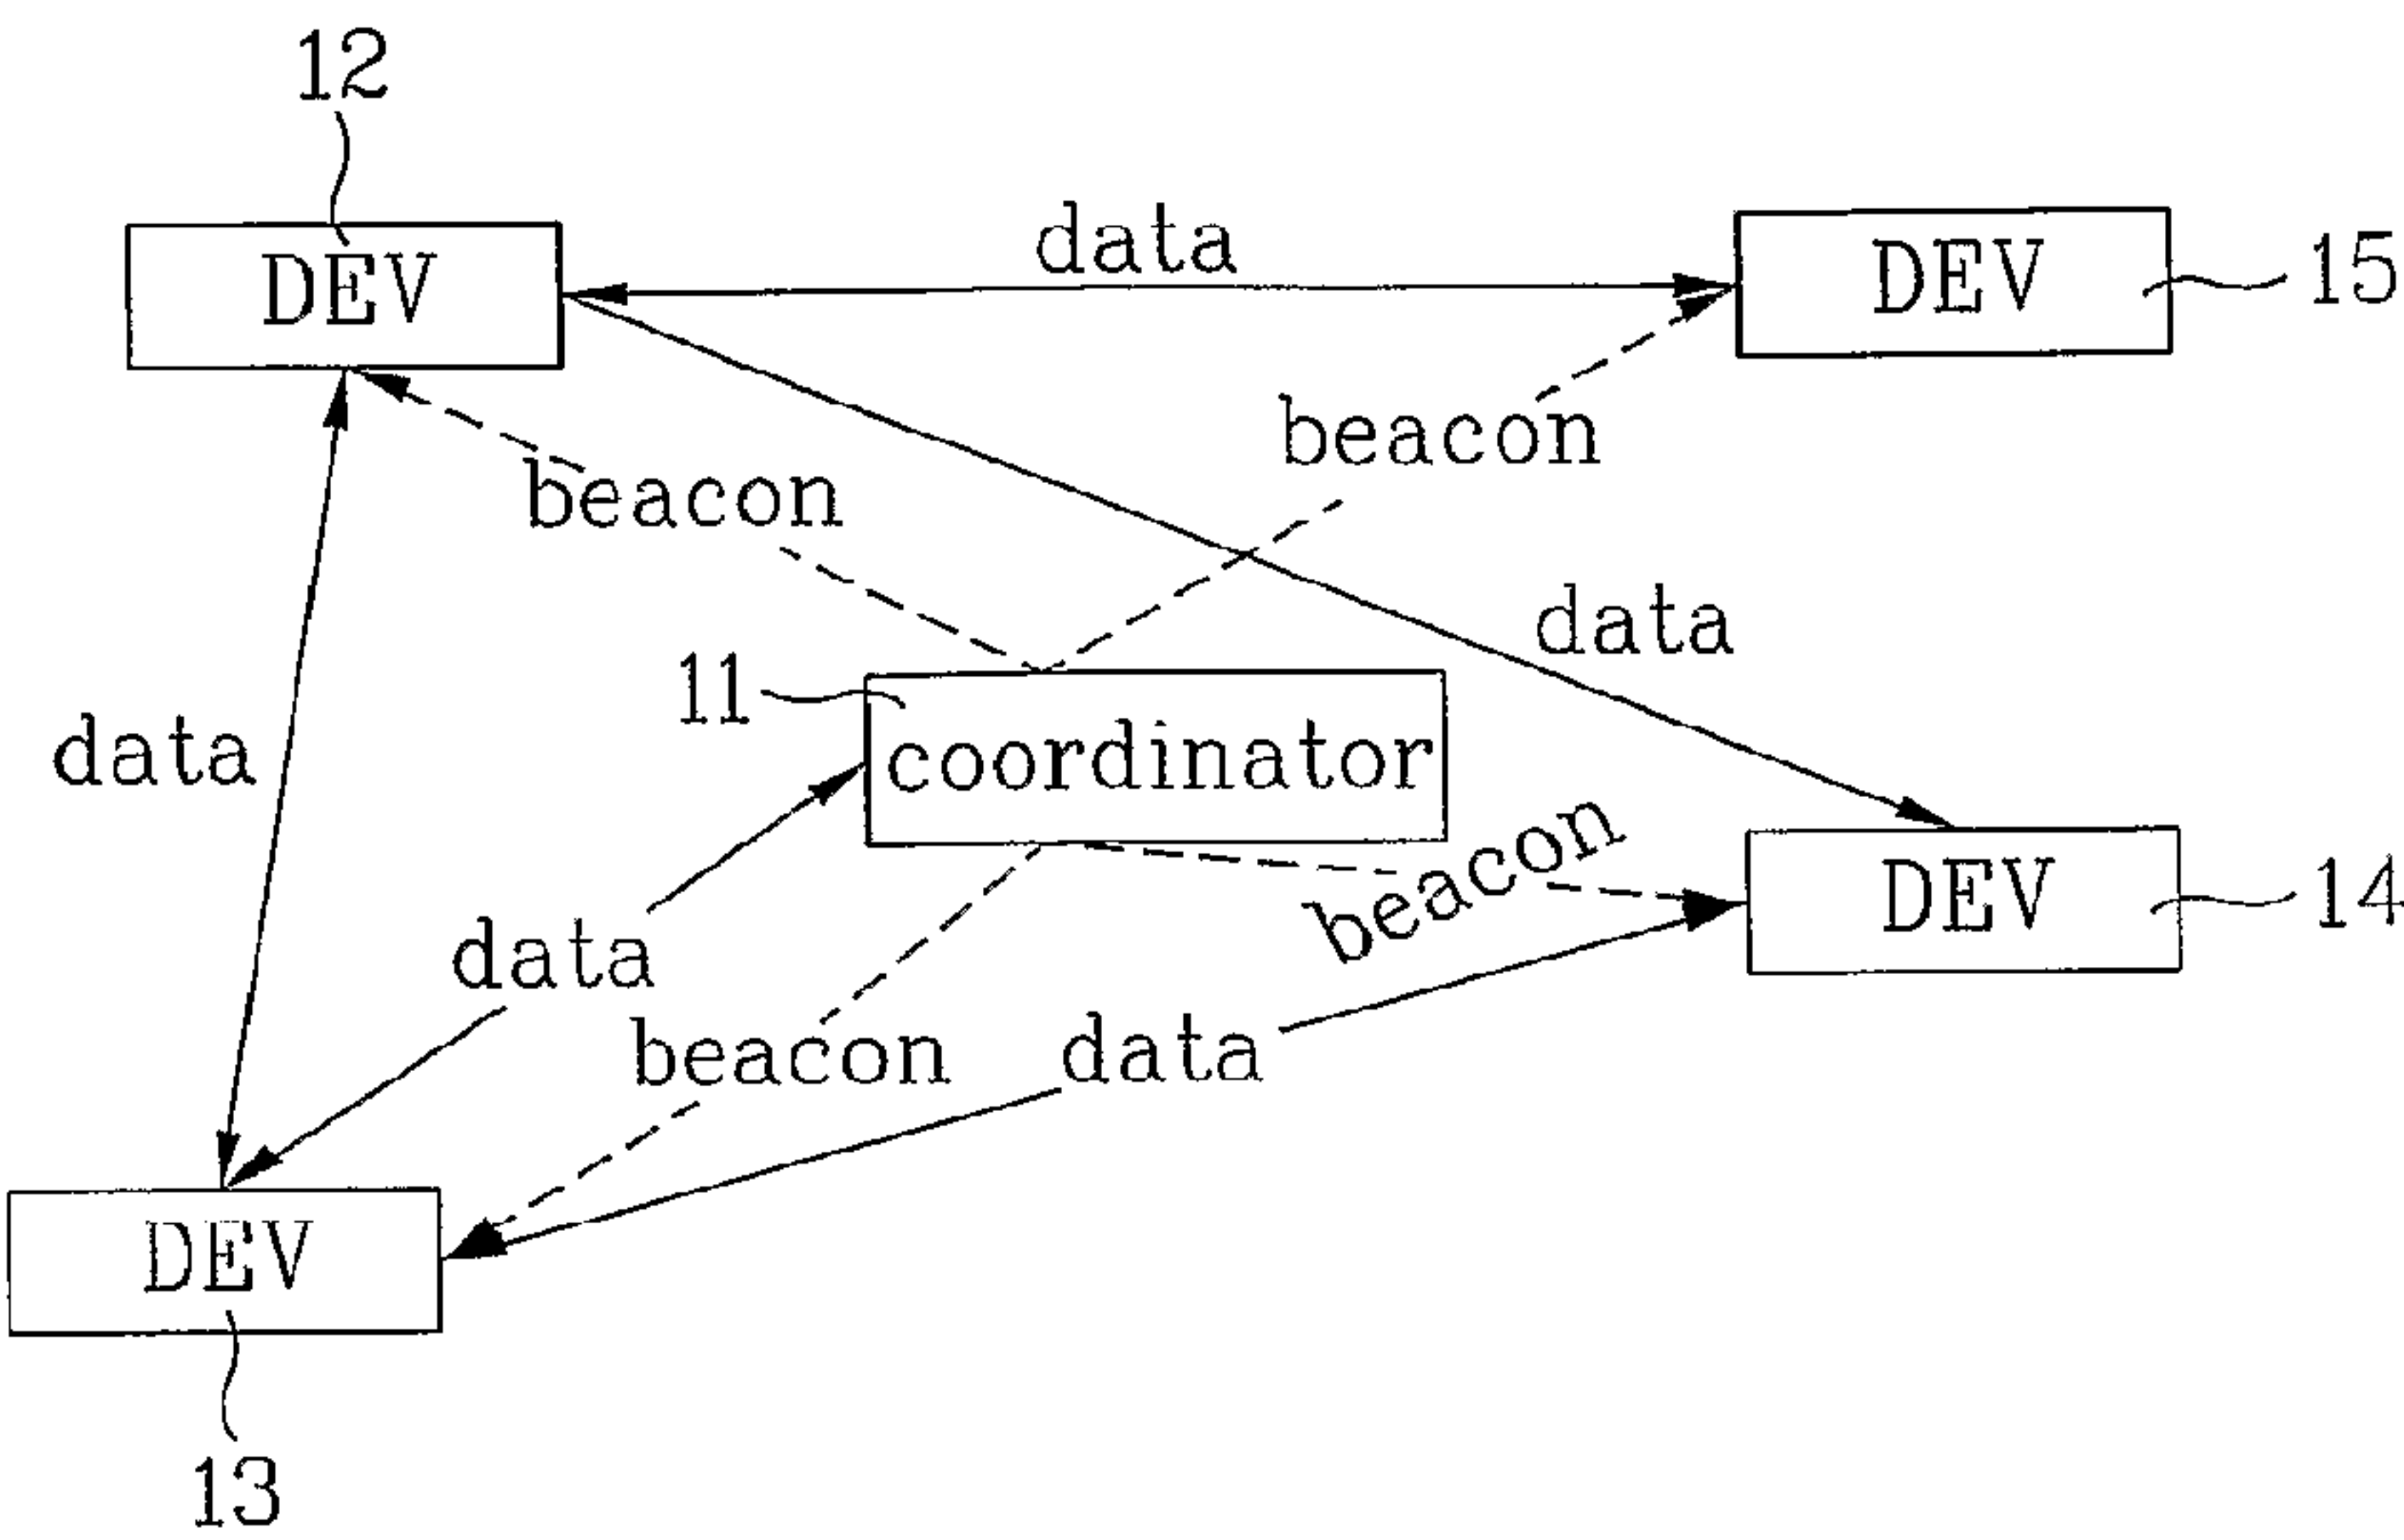 12
DEV
data
DEV
15
beacon
beacon
data
11
coordinator
data
beacon
DEV
14
data
beacon
data
DEV
13